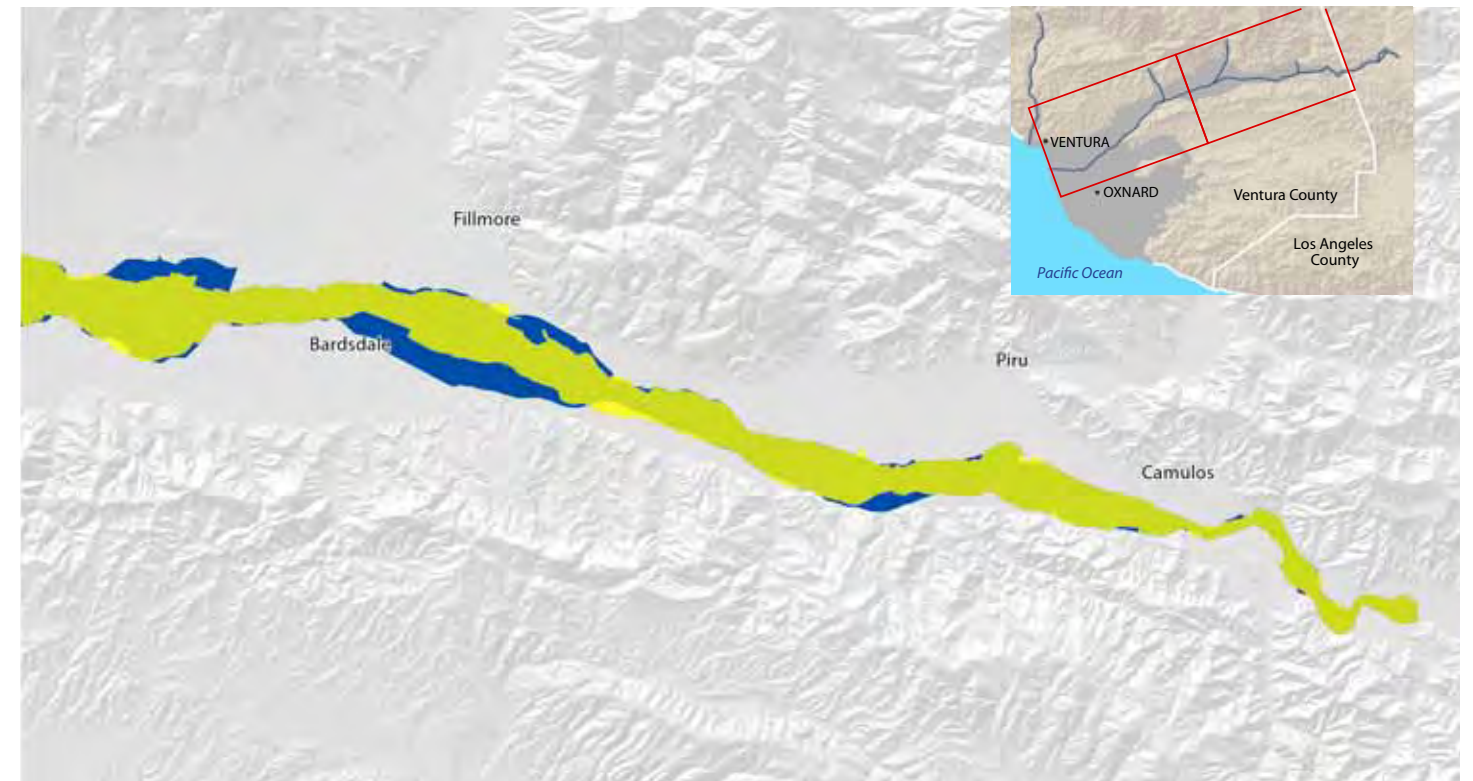 VENTURA
OXNARD
Ventura County
Los Angeles
County
Pacific Ocean
Fillmore
Bardsdale
Piru
Camulos